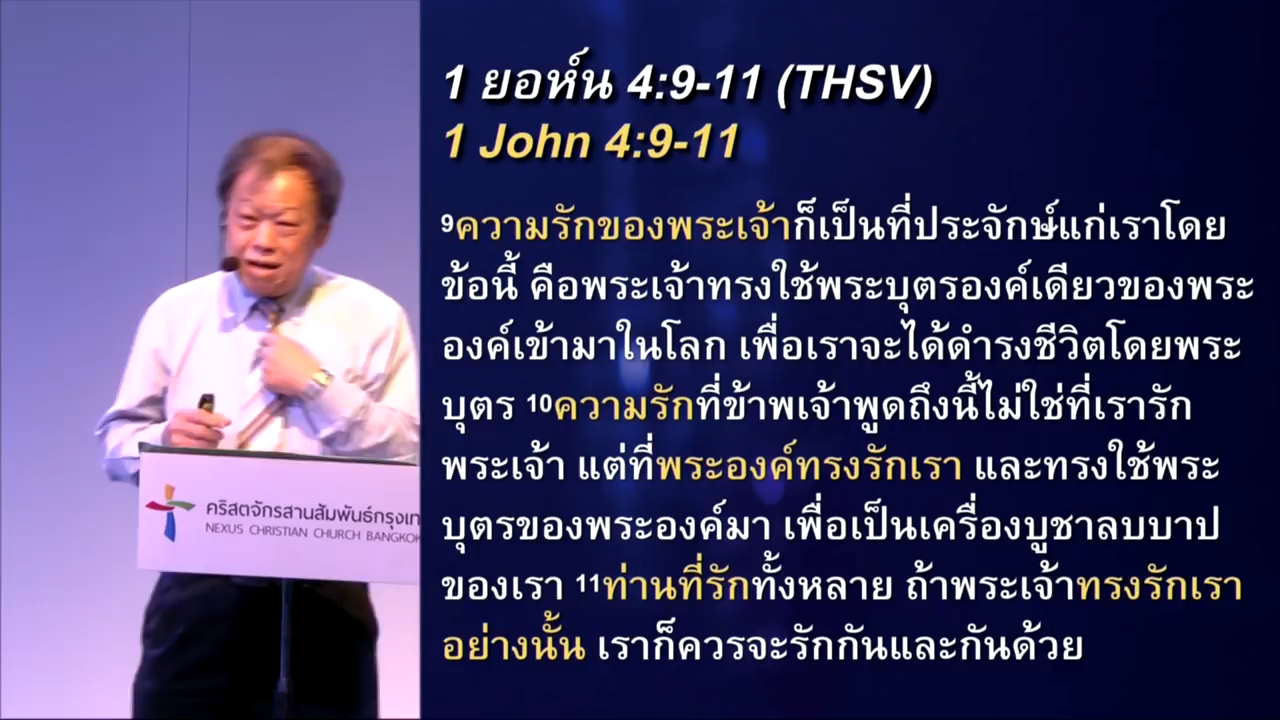 1 ยอห์น 4:9-11 (THSV)
1 John 4:9-11
9ความรักของพระเจ้าก็เป็นที่ประจักษ์แก่เราโดย
ข้อนี้ คือพระเจ้าทรงใช้พระบุตรองค์เดียวของพระ
องค์เข้ามาในโลก เพื่อเราจะได้ดำรงชีวิตโดยพระ
บุตร 10ความรักที่ข้าพเจ้าพูดถึงนี้ไม่ใช่ที่เรารัก
พระเจ้า แต่ที่พระองค์ทรงรักเรา และทรงใช้พระ
บุตรของพระองค์มา เพื่อเป็นเครื่องบูชาลบบาป
ของเรา 11ท่านที่รักทั้งหลาย ถ้าพระเจ้าทรงรักเรา
อย่างนั้น เราก็ควรจะรักกันและกันด้วย
คริสตจักรสานสัมพันธ์กรุงเท
NEXUS CHRISTIAN CHURCH BANGKOK